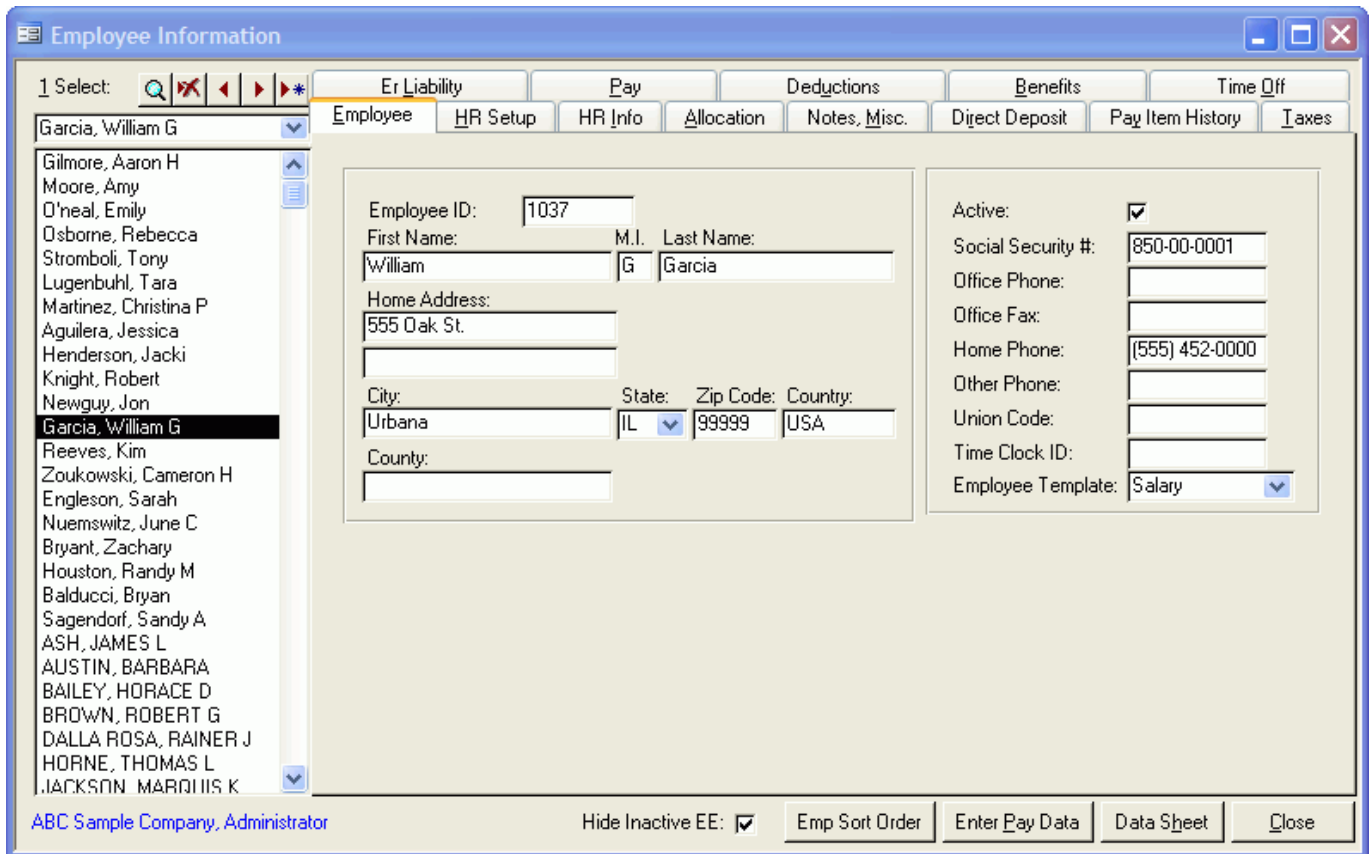 Employee Information
1 Select:
Garcia, William G
Gilmore, Aaron H
Moore, Amy
O'neal, Emily
Osborne, Rebecca
Stromboli, Tony
Lugenbuhl, Tara
Martinez, Christina P
Aguilera, Jessica
Henderson, Jacki
Knight, Robert
Newguy, Jon
Garcia, William G
Reeves, Kim
Zoukowski, Cameron H
Engleson, Sarah
Nuemswitz, June C
Bryant, Zachary
Houston, Randy M
Balducci, Bryan
Sagendorf, Sandy A
ASH, JAMES L
AUSTIN, BARBARA
BAILEY, HORACE D
BROWN, ROBERT G
DALLA ROSA, RAINER J
HORNE, THOMAS L
JACKSON, MARQUIS K
Er Liability Pay Deductions Benefits Time Off
Employee HR Setup HR Info Allocation Notes, Misc. Direct Deposit Pay Item History Taxes
Employee ID: 1037
First Name: M.I. Last Name:
William G Garcia
Home Address:
555 Oak St.
City: State: Zip Code: Country:
Urbana IL 99999 USA
County:
Active:
Social Security #: 850-00-0001
Office Phone:
Office Fax:
Home Phone: (555) 452-0000
Other Phone:
Union Code:
Time Clock ID:
Employee Template: Salary
ABC Sample Company, Administrator
Hide Inactive EE: Emp Sort Order Enter Pay Data Data Sheet Close